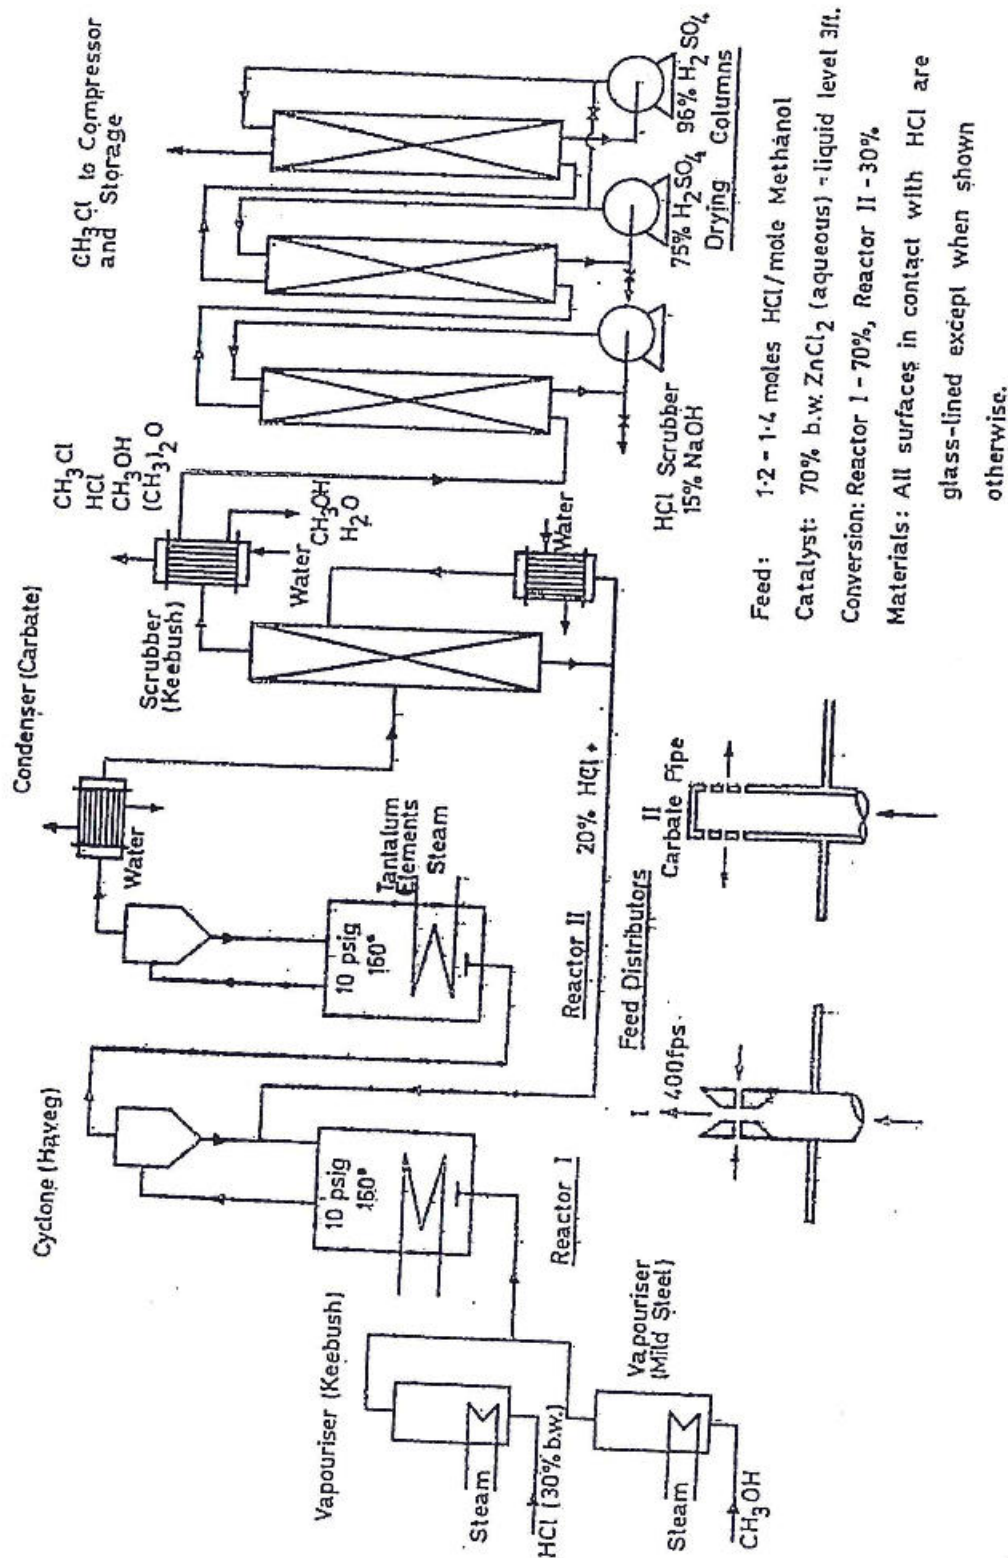 CH3Cl to Compressor
and Storage
CH3Cl
HCl
CH3OH
(CH3)2O
Condenser (Carbate)
Scrubber
(Keebush)
Water
CH3OH
H2O
Water
Cyclone (Haveg)
Water
10 psig
160°
Tantalum
Elements
Steam
Reactor II
10 psig
160°
Reactor I
20% HCl +
HCl Scrubber
15% NaOH
75% H2SO4
96% H2SO4
Drying Columns
Vapouriser (Keebush)
Steam
HCl (30% b.w.)
Vapouriser
(Mild Steel)
Steam
CH3OH
Feed Distributors
I
400fps
II
Carbate Pipe
Feed: 1·2 - 1·4 moles HCl/mole Methanol
Catalyst: 70% b.w. ZnCl2 (aqueous) - liquid level 3ft.
Conversion: Reactor I - 70%, Reactor II - 30%
Materials: All surfaces in contact with HCl are
glass-lined except when shown
otherwise.